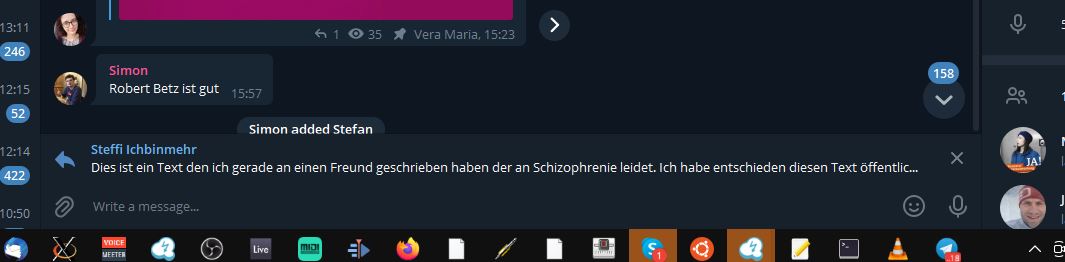 13:11
246
1 35 Vera Maria, 15:23
12:15
52
Simon
Robert Betz ist gut 15:57
158
Simon added Stefan
12:14
422
Steffi Ichbinmehr
Dies ist ein Text den ich gerade an einen Freund geschrieben haben der an Schizophrenie leidet. Ich habe entschieden diesen Text öffentlic...
JA!
10:50
Write a message...
VOICE
MEETER
Live
MIDI
S
1
18